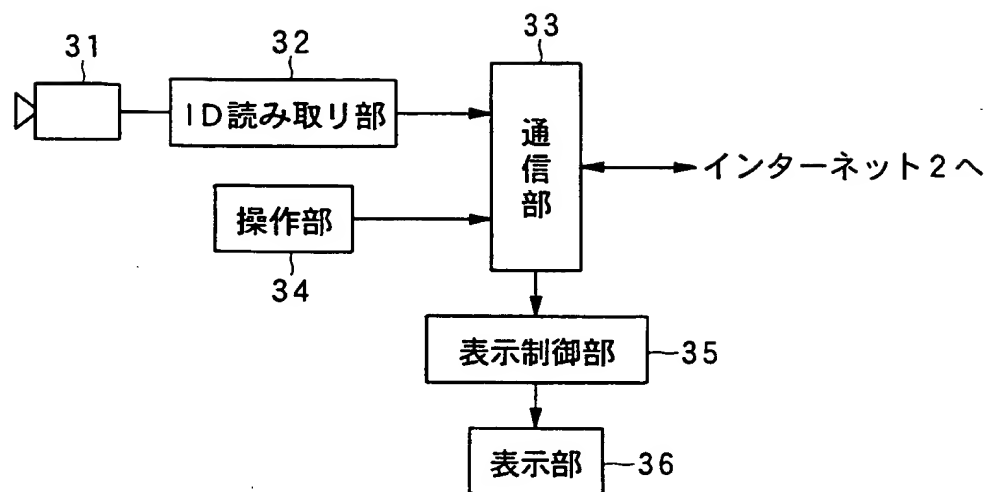 31
32
33
ID読み取り部
通信部
インターネット2へ
操作部
34
表示制御部
35
表示部
36